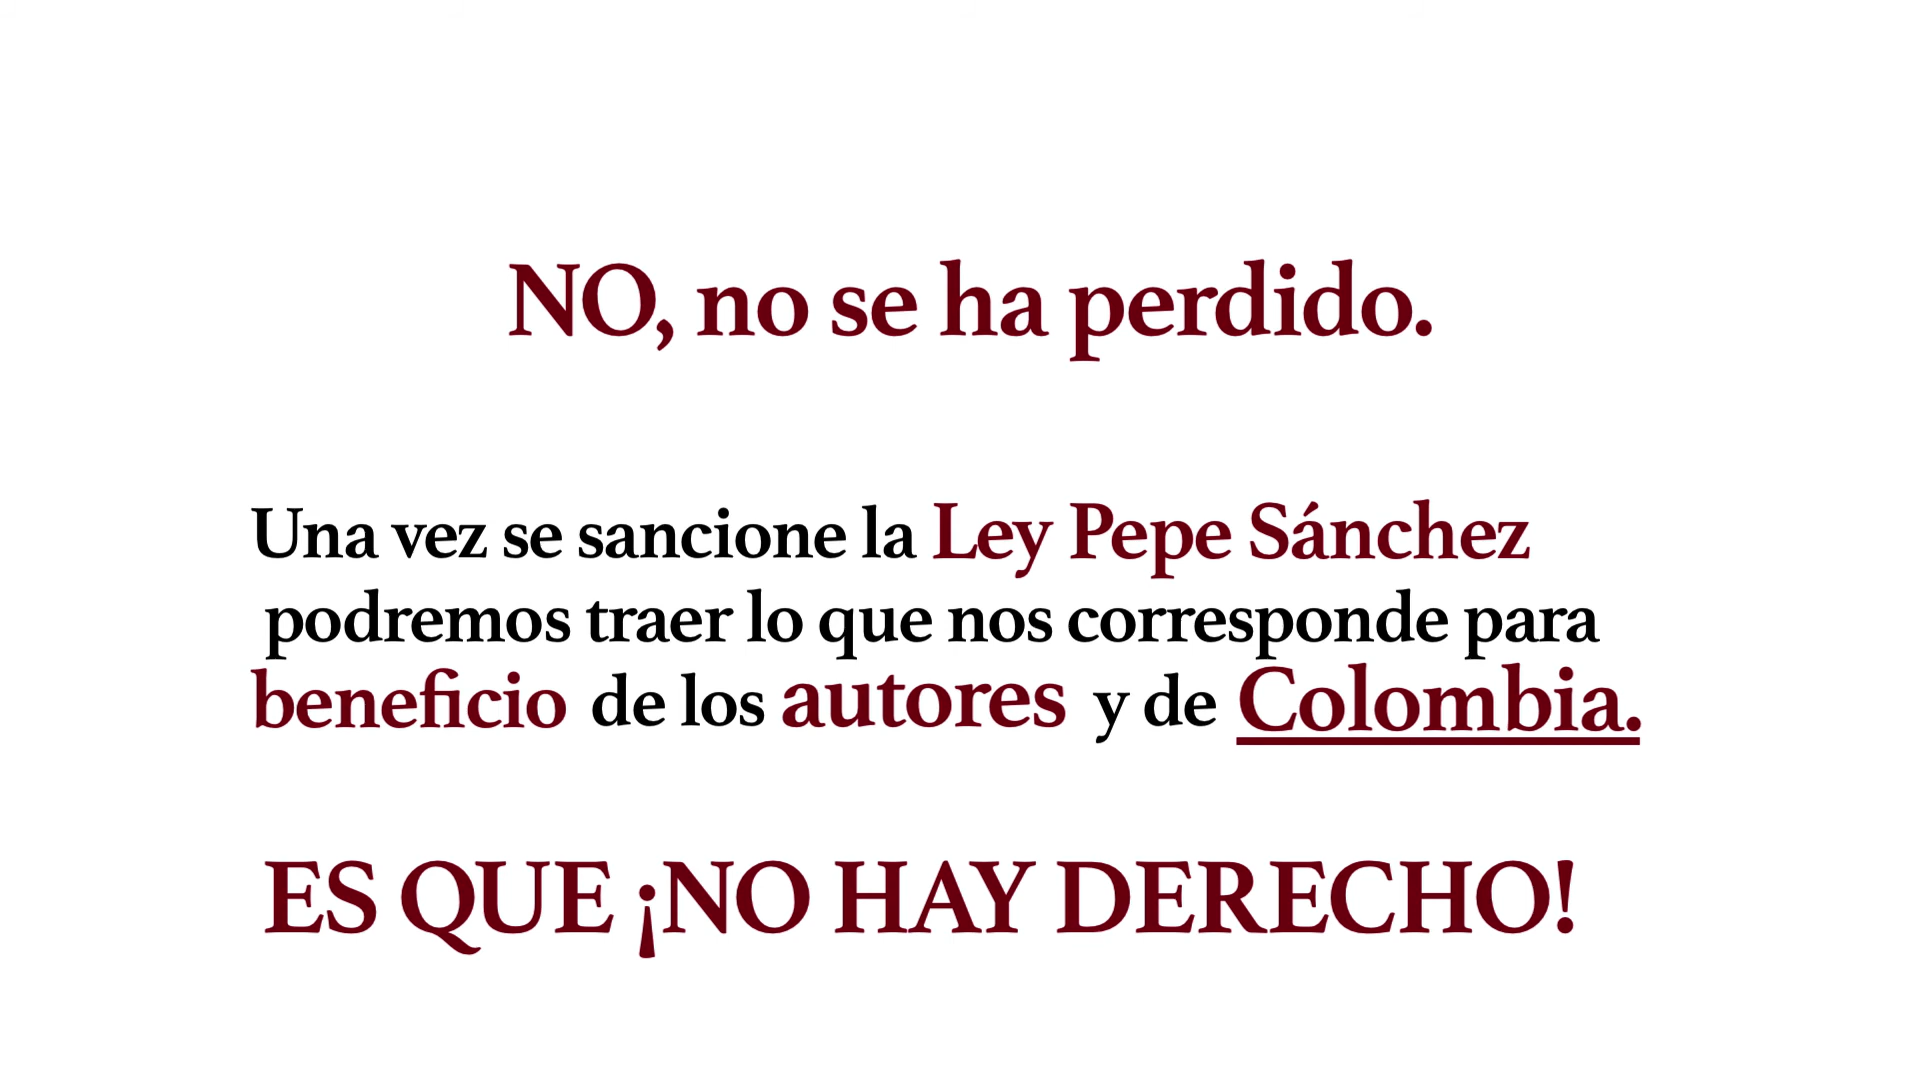 NO, no se ha perdido.
Una vez se sancione la Ley Pepe Sánchez
podremos traer lo que nos corresponde para
beneficio de los autores y de Colombia.
ES QUE ¡NO HAY DERECHO!